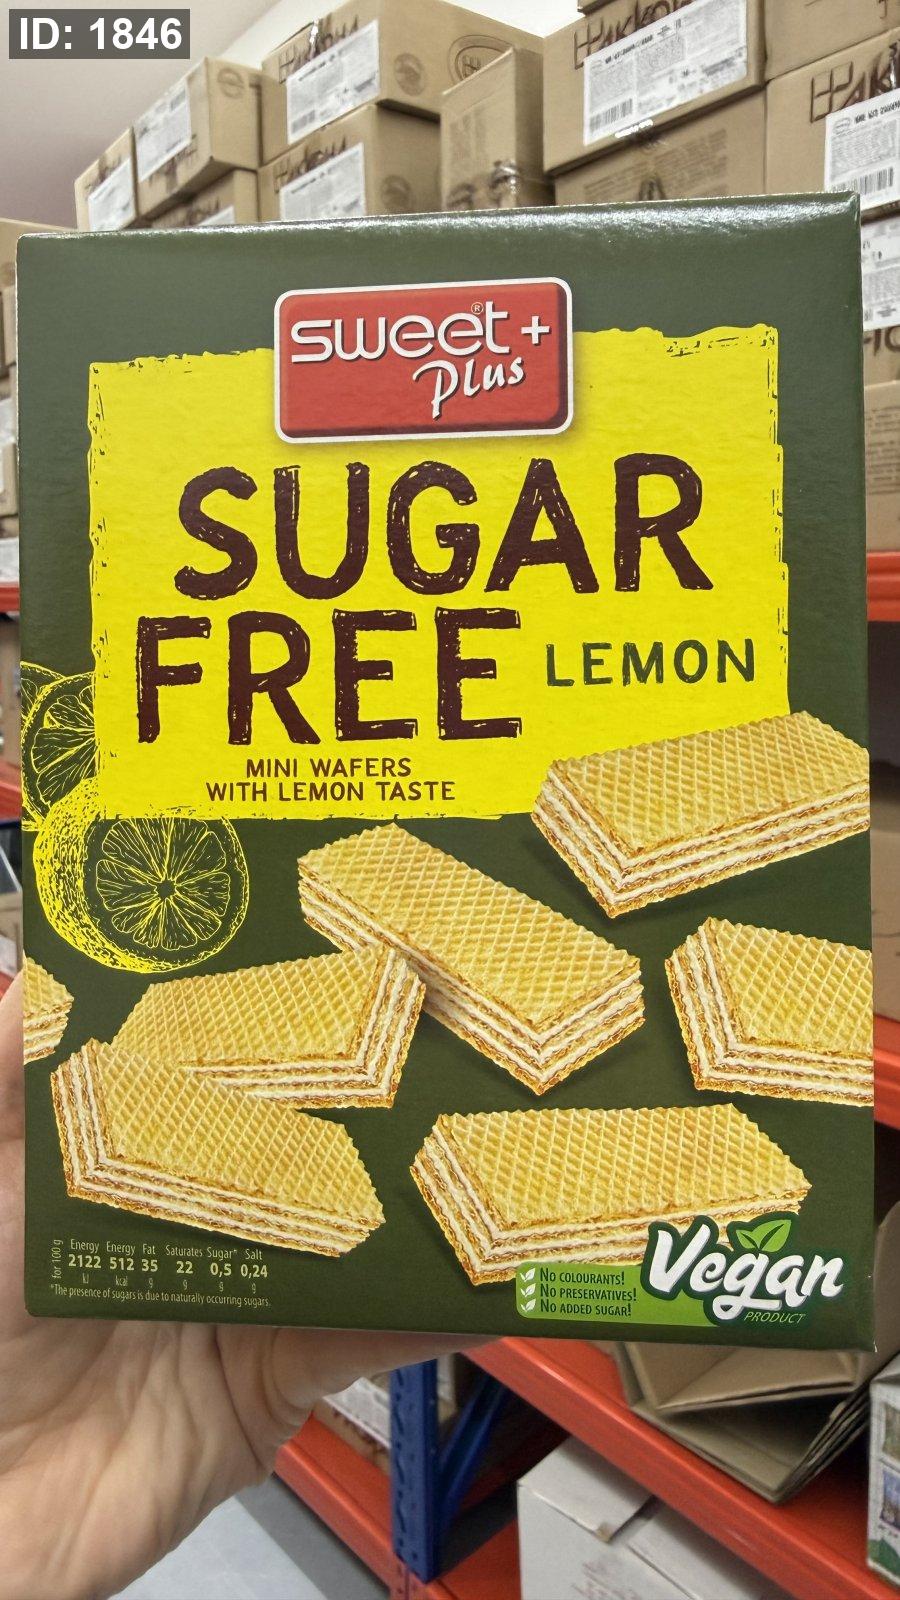 ID: 1846
sweet® +
Plus
SUGAR
FREE LEMON
MINI WAFERS
WITH LEMON TASTE
for 100 g
Energy Energy Fat Saturates Sugar* Salt
2122 512 35 22 0,5 0,24
kJ kcal g g g g
*The presence of sugars is due to naturally occurring sugars.
No COLOURANTS!
No PRESERVATIVES!
No ADDED SUGAR!
Vegan
PRODUCT